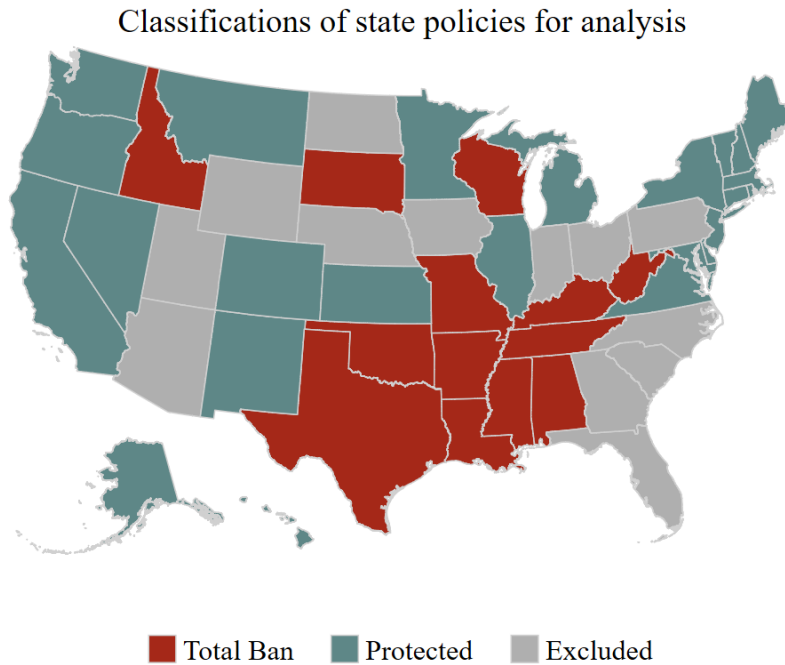 Classifications of state policies for analysis
Total Ban Protected Excluded